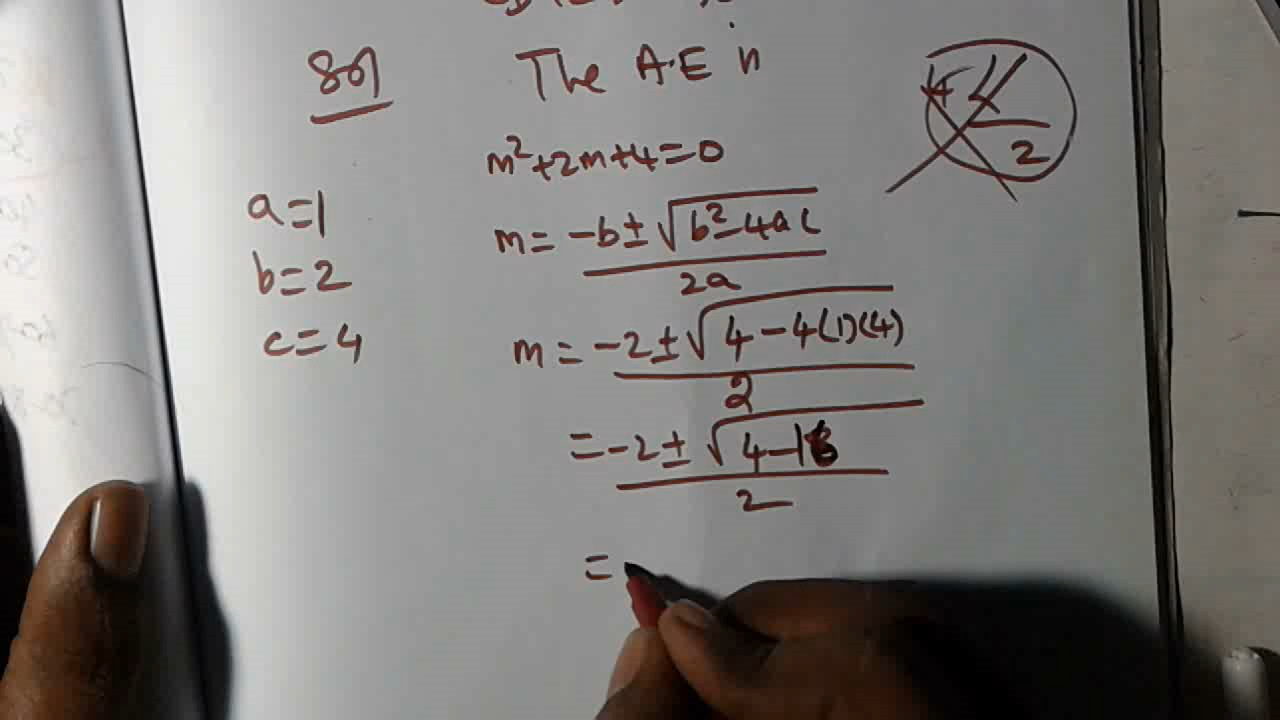 Sol The A.E is
m²+2m+4=0
a=1
m= -b±√b²-4ac / 2a
b=2
c=4
m= -2±√4-4(1)(4) / 2
= -2±√4-16 / 2
=